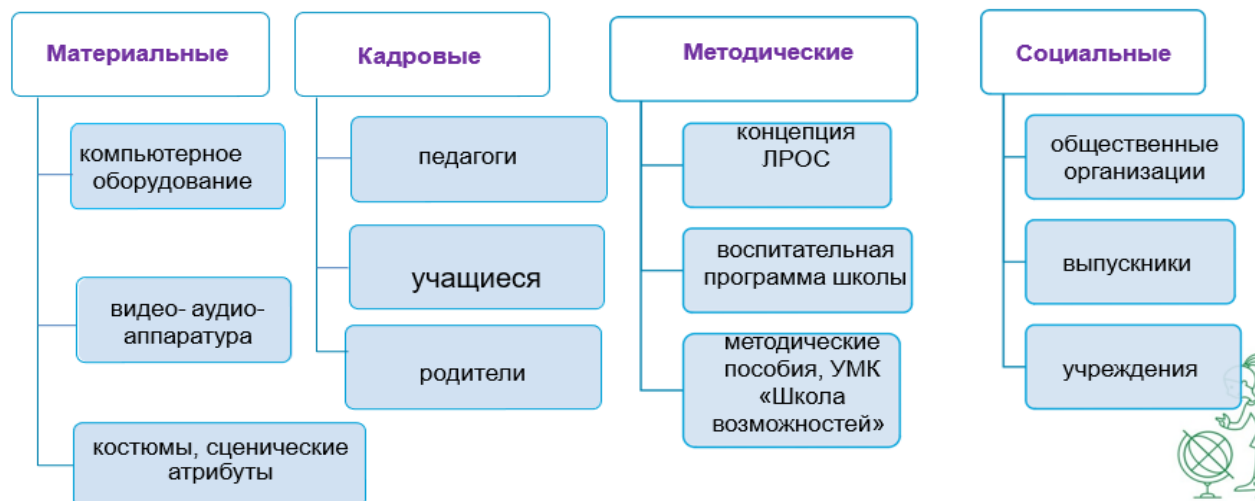 Материальные
компьютерное
оборудование
видео- аудио-
аппаратура
костюмы, сценические
атрибуты
Кадровые
педагоги
учащиеся
родители
Методические
концепция
ЛРОС
воспитательная
программа школы
методические
пособия, УМК
«Школа
возможностей»
Социальные
общественные
организации
выпускники
учреждения